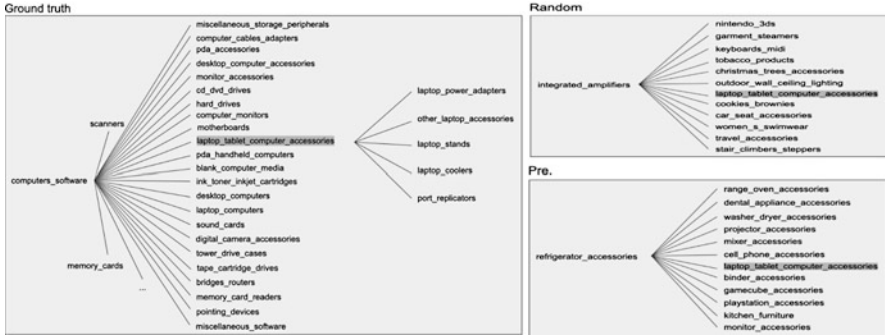 Ground truth
miscellaneous_storage_peripherals
computer_cables_adapters
pda_accessories
desktop_computer_accessories
monitor_accessories
cd_dvd_drives
hard_drives
computer_monitors
scanners
motherboards
laptop_tablet_computer_accessories
pda_handheld_computers
blank_computer_media
computers_software
ink_toner_inkjet_cartridges
desktop_computers
laptop_computers
sound_cards
digital_camera_accessories
tower_drive_cases
memory_cards
tape_cartridge_drives
bridges_routers
...
memory_card_readers
pointing_devices
miscellaneous_software
laptop_power_adapters
other_laptop_accessories
laptop_stands
laptop_coolers
port_replicators
Random
nintendo_3ds
garment_steamers
keyboards_midi
tobacco_products
christmas_trees_accessories
integrated_amplifiers
outdoor_wall_ceiling_lighting
laptop_tablet_computer_accessories
cookies_brownies
car_seat_accessories
women_s_swimwear
travel_accessories
stair_climbers_steppers
Pre.
range_oven_accessories
dental_appliance_accessories
washer_dryer_accessories
projector_accessories
mixer_accessories
refrigerator_accessories
cell_phone_accessories
laptop_tablet_computer_accessories
binder_accessories
gamecube_accessories
playstation_accessories
kitchen_furniture
monitor_accessories